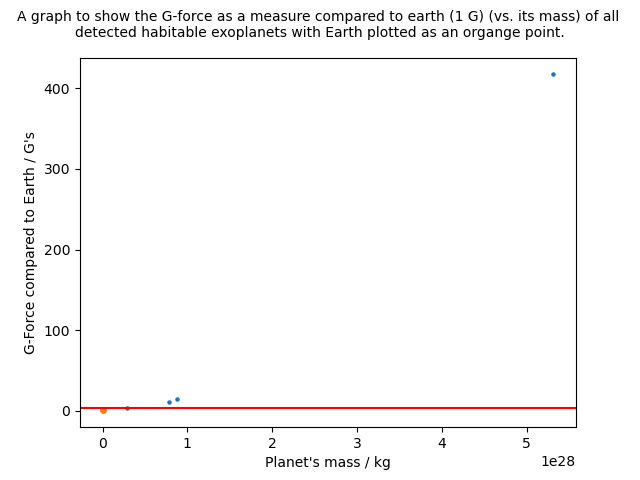 A graph to show the G-force as a measure compared to earth (1 G) (vs. its mass) of all
detected habitable exoplanets with Earth plotted as an organge point.
400
300
200
100
0
G-Force compared to Earth / G's
0 1 2 3 4 5
1e28
Planet's mass / kg